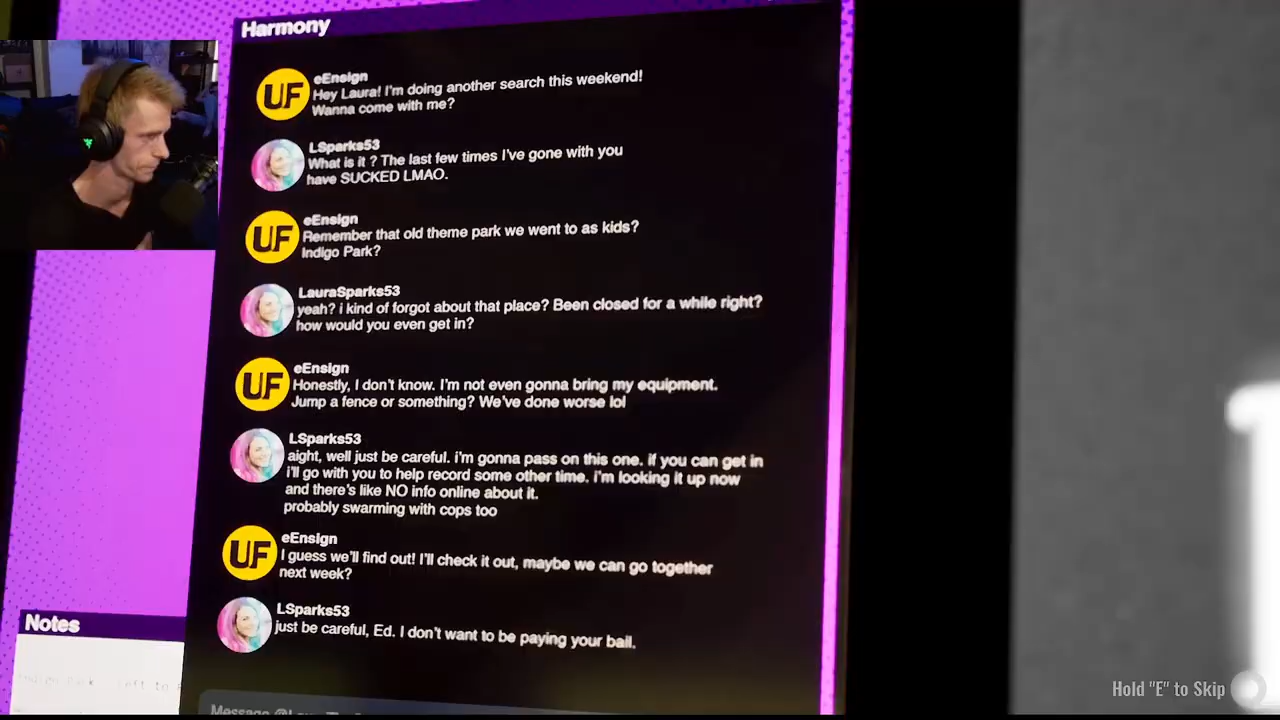 Harmony
UF
eEnsign
Hey Laura! I'm doing another search this weekend!
Wanna come with me?
LSparks53
What is it ? The last few times I've gone with you
have SUCKED LMAO.
UF
eEnsign
Remember that old theme park we went to as kids?
Indigo Park?
LauraSparks53
yeah? i kind of forgot about that place? Been closed for a while right?
how would you even get in?
UF
eEnsign
Honestly, I don't know. I'm not even gonna bring my equipment.
Jump a fence or something? We've done worse lol
LSparks53
aight, well just be careful. i'm gonna pass on this one. if you can get in
i'll go with you to help record some other time. i'm looking it up now
and there's like NO info online about it.
probably swarming with cops too
UF
eEnsign
I guess we'll find out! I'll check it out, maybe we can go together
next week?
LSparks53
just be careful, Ed. I don't want to be paying your bail.
Notes
Message
Hold "E" to Skip